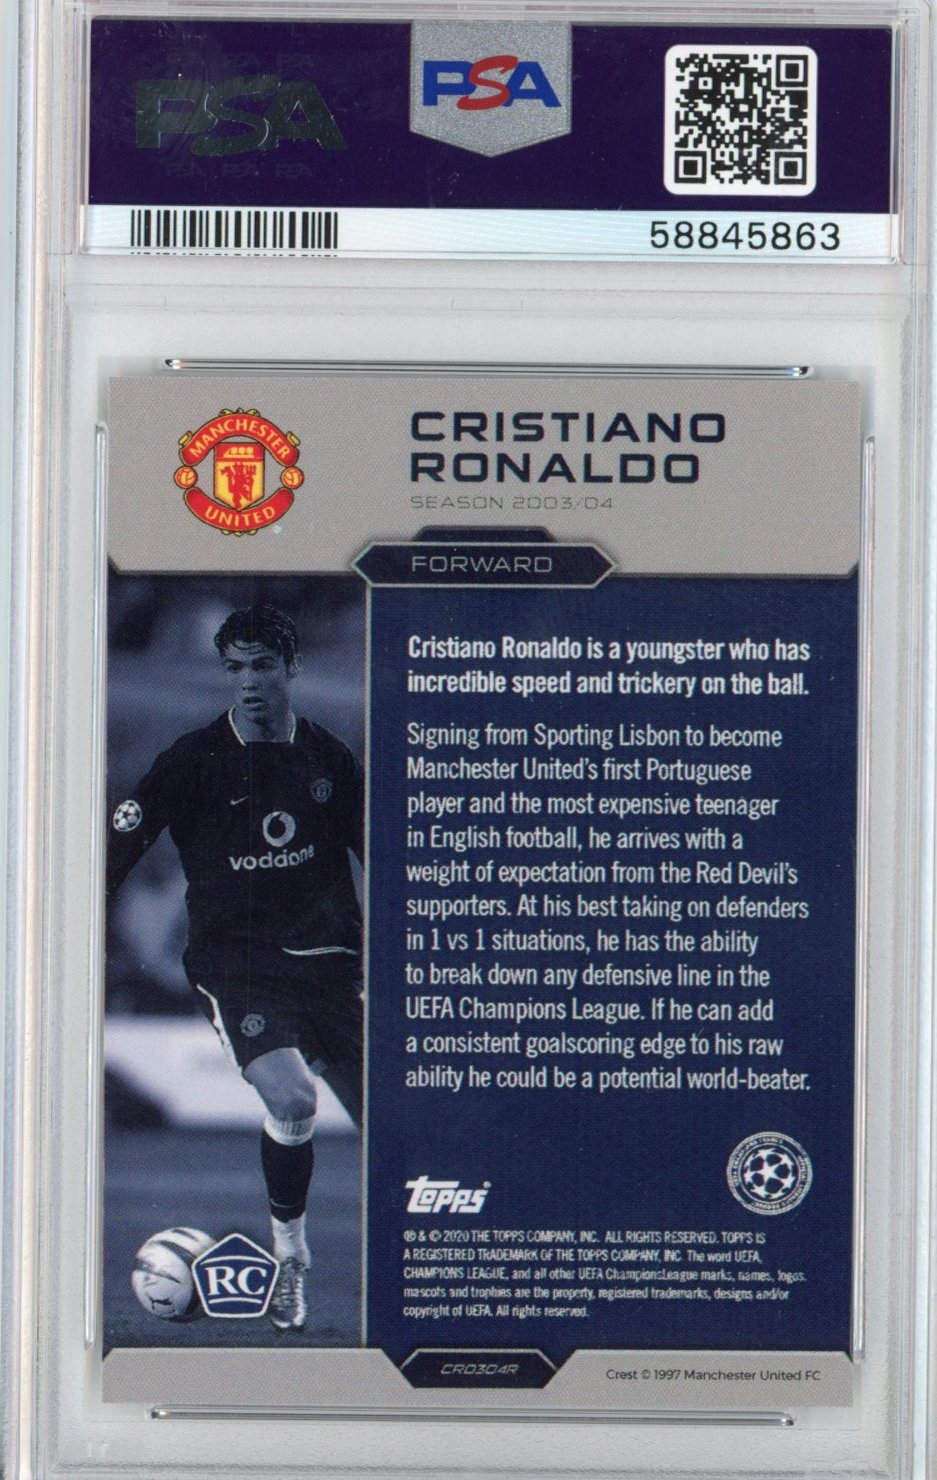 PSA
PSA
58845863
MANCHESTER
UNITED
CRISTIANO
RONALDO
SEASON 2003/04
FORWARD
Cristiano Ronaldo is a youngster who has
incredible speed and trickery on the ball.
Signing from Sporting Lisbon to become
Manchester United's first Portuguese
player and the most expensive teenager
in English football, he arrives with a
weight of expectation from the Red Devil's
supporters. At his best taking on defenders
in 1 vs 1 situations, he has the ability
to break down any defensive line in the
UEFA Champions League. If he can add
a consistent goalscoring edge to his raw
ability he could be a potential world-beater.
vodafone
Topps
® & © 2020 THE TOPPS COMPANY, INC. ALL RIGHTS RESERVED. TOPPS IS
A REGISTERED TRADEMARK OF THE TOPPS COMPANY, INC. The word UEFA
CHAMPIONS LEAGUE, and all other UEFA ChampionsLeague marks, names, logos,
mascots and trophies are the property, registered trademarks, designs and/or
copyright of UEFA. All rights reserved.
RC
CR0304R
Crest © 1997 Manchester United FC